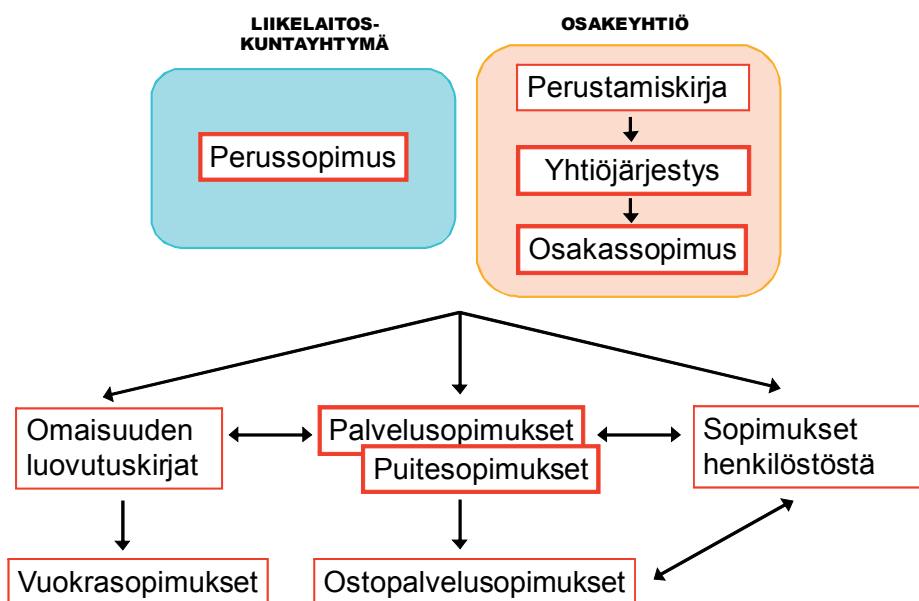 LIIKELAITOS-
KUNTAYHTYMÄ
OSAKEYHTIÖ
Perussopimus
Perustamiskirja
Yhtiöjärjestys
Osakassopimus
Omaisuuden
luovutuskirjat
Palvelusopimukset
Puitesopimukset
Sopimukset
henkilöstöstä
Vuokrasopimukset
Ostopalvelusopimukset